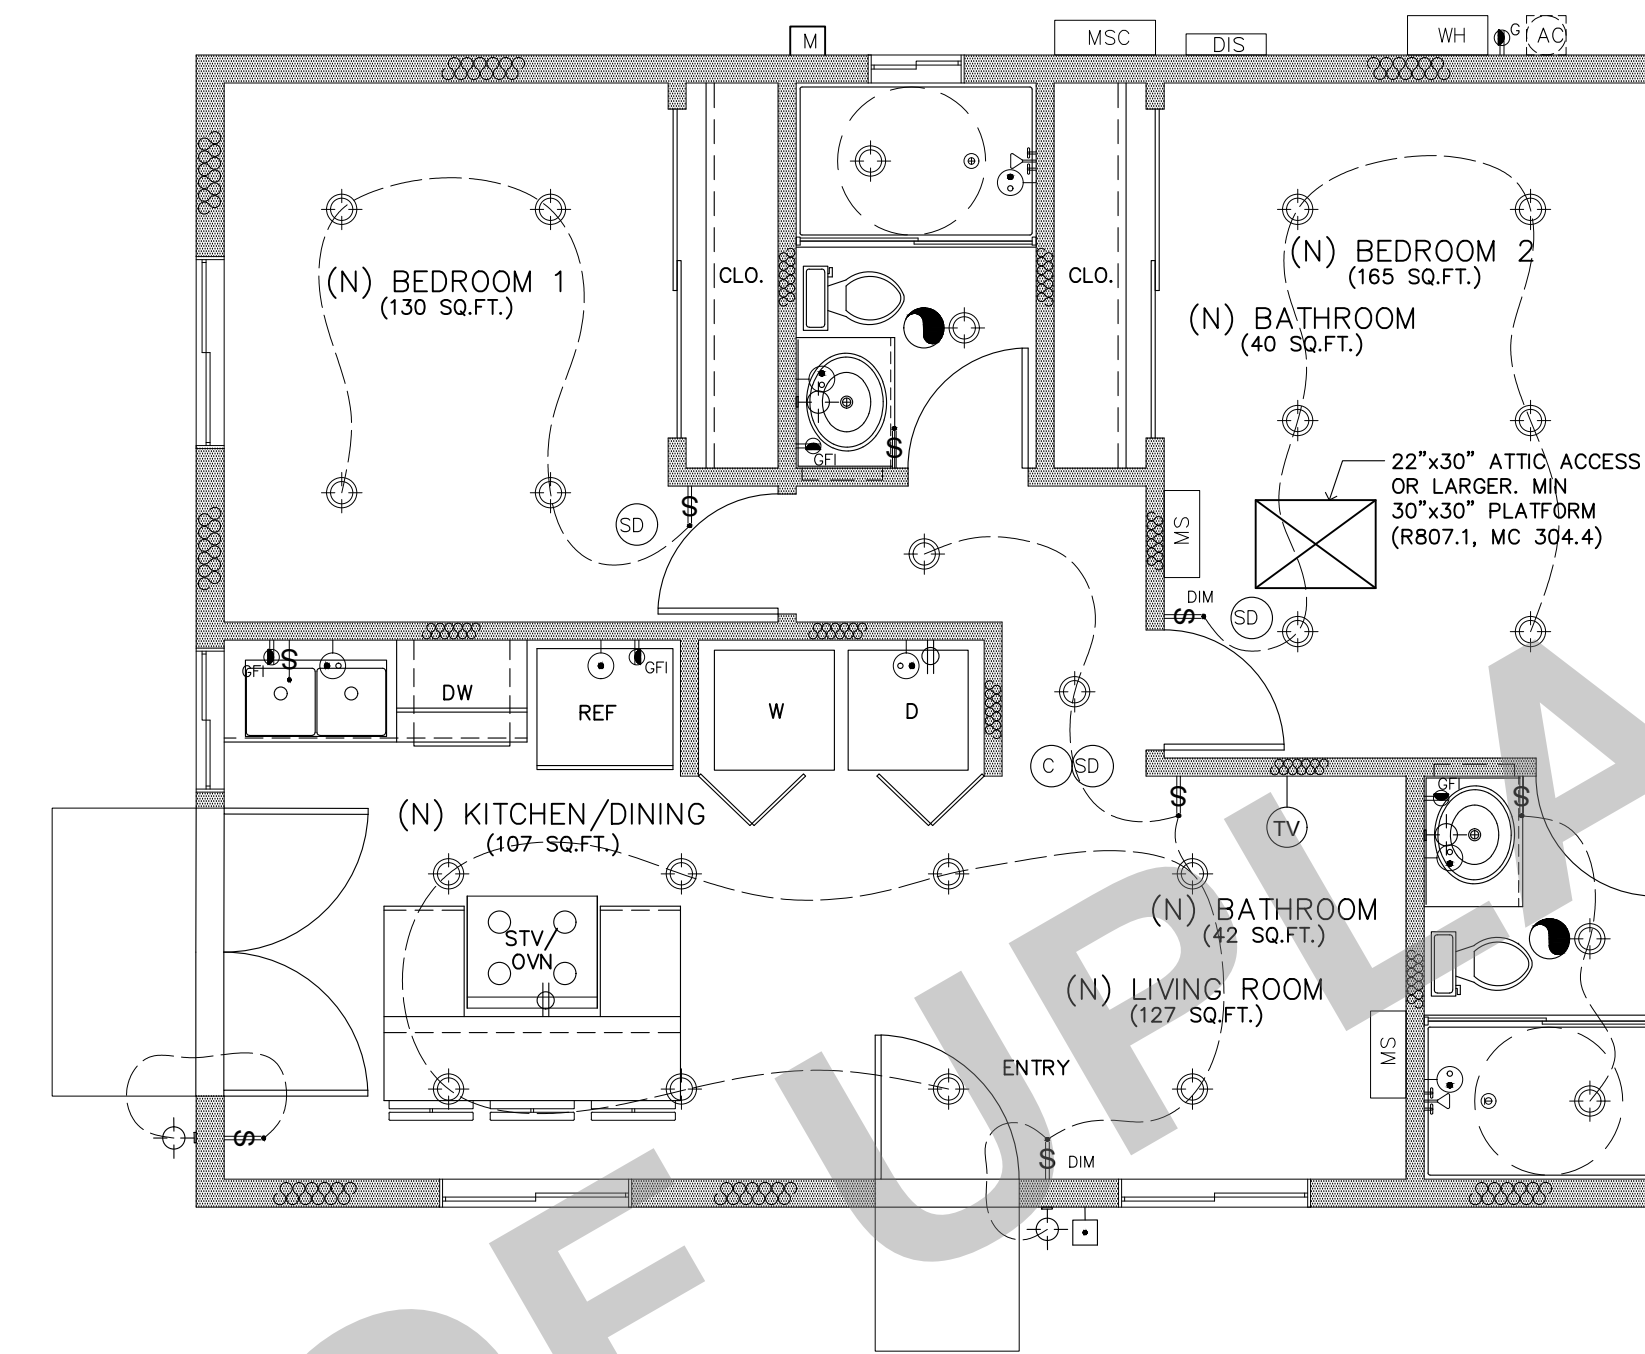 M
MSC
DIS
WH
G
AC
(N) BEDROOM 1
(130 SQ.FT.)
CLO.
CLO.
(N) BEDROOM 2
(165 SQ.FT.)
(N) BATHROOM
(40 SQ.FT.)
GFI
S
22"x30" ATTIC ACCESS
OR LARGER. MIN
30"x30" PLATFORM
(R807.1, MC 304.4)
S
SD
MS
DIM
S
SD
GFI
S
DW
REF
GFI
W
D
C
SD
S
TV
GFI
S
(N) KITCHEN/DINING
(107 SQ.FT.)
STV/
OVN
(N) BATHROOM
(42 SQ.FT.)
(N) LIVING ROOM
(127 SQ.FT.)
MS
ENTRY
S
S
DIM
OF UPLA